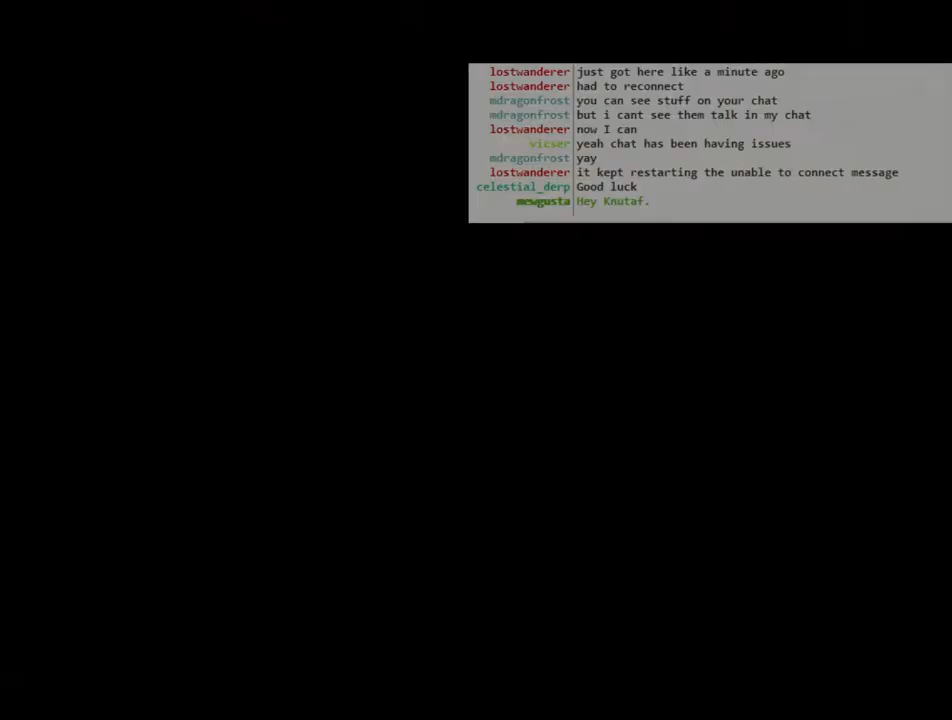 lostwanderer just got here like a minute ago
lostwanderer had to reconnect
mdragonfrost you can see stuff on your chat
mdragonfrost but i cant see them talk in my chat
lostwanderer now I can
vicser yeah chat has been having issues
mdragonfrost yay
lostwanderer it kept restarting the unable to connect message
celestial_derp Good luck
mewgusta Hey Knutaf.